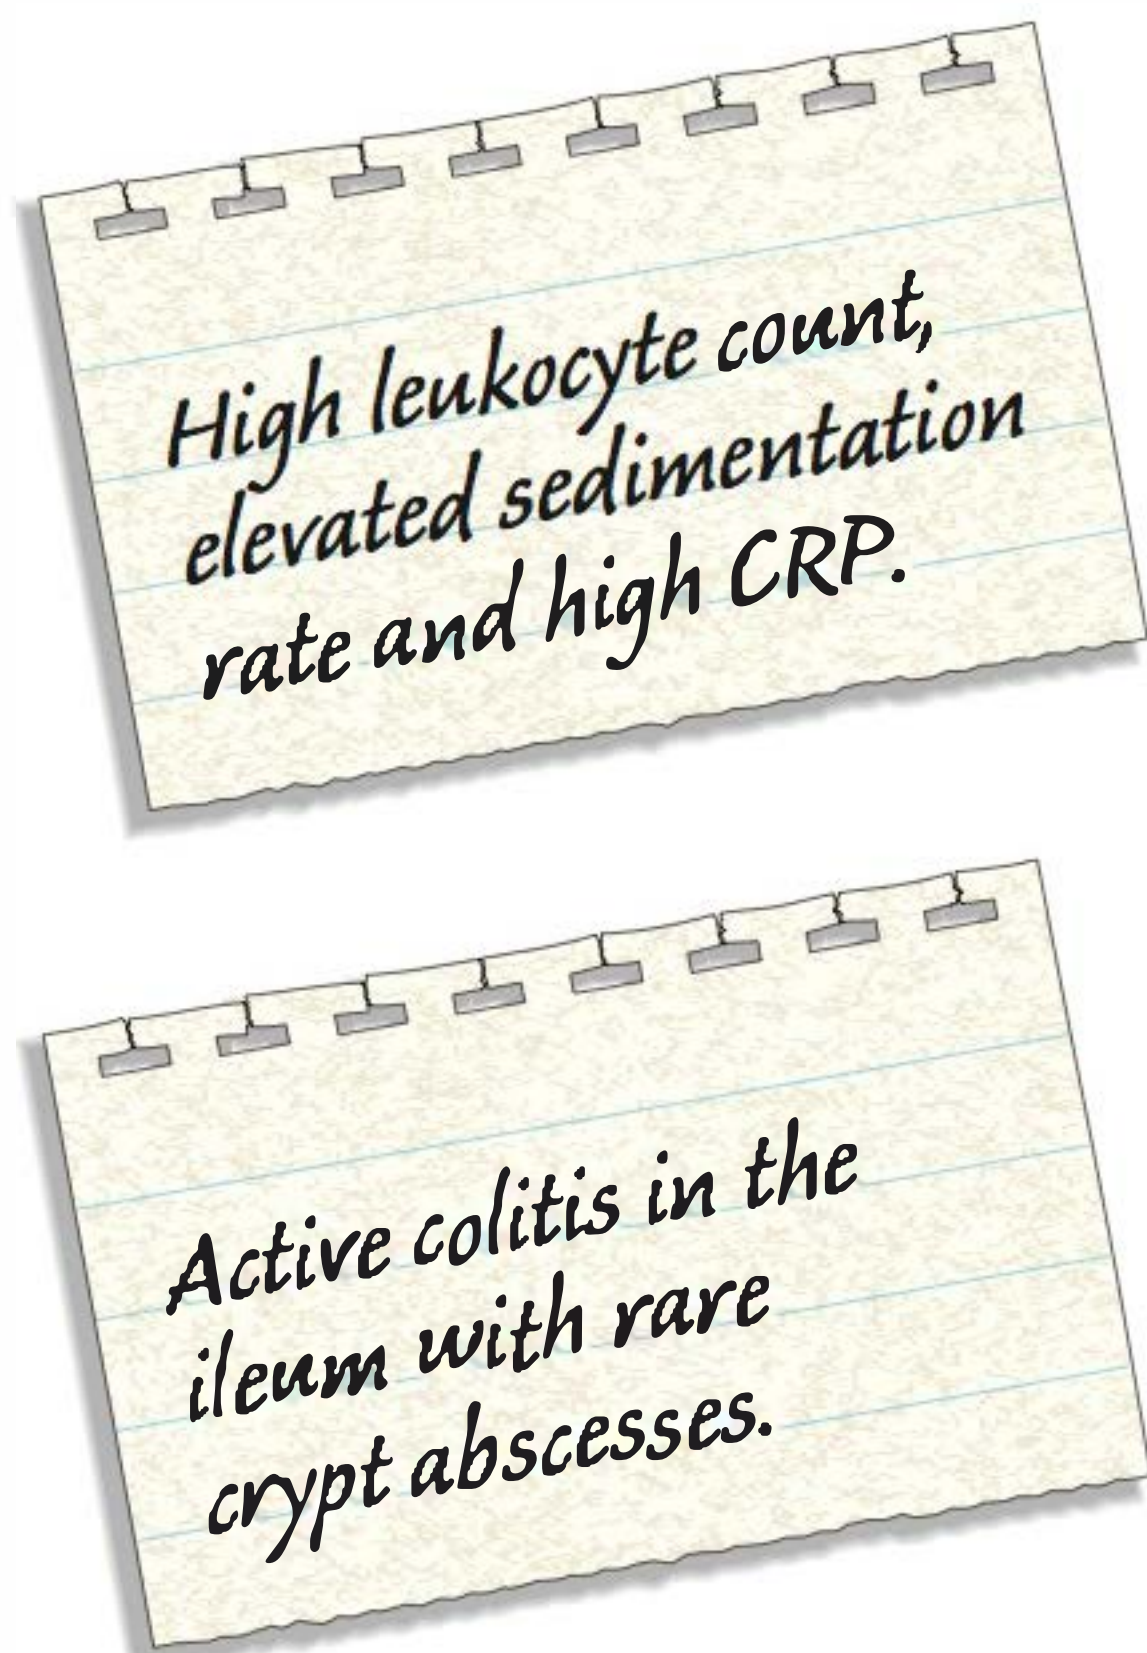 High leukocyte count,
elevated sedimentation
rate and high CRP.
Active colitis in the
ileum with rare
crypt abscesses.